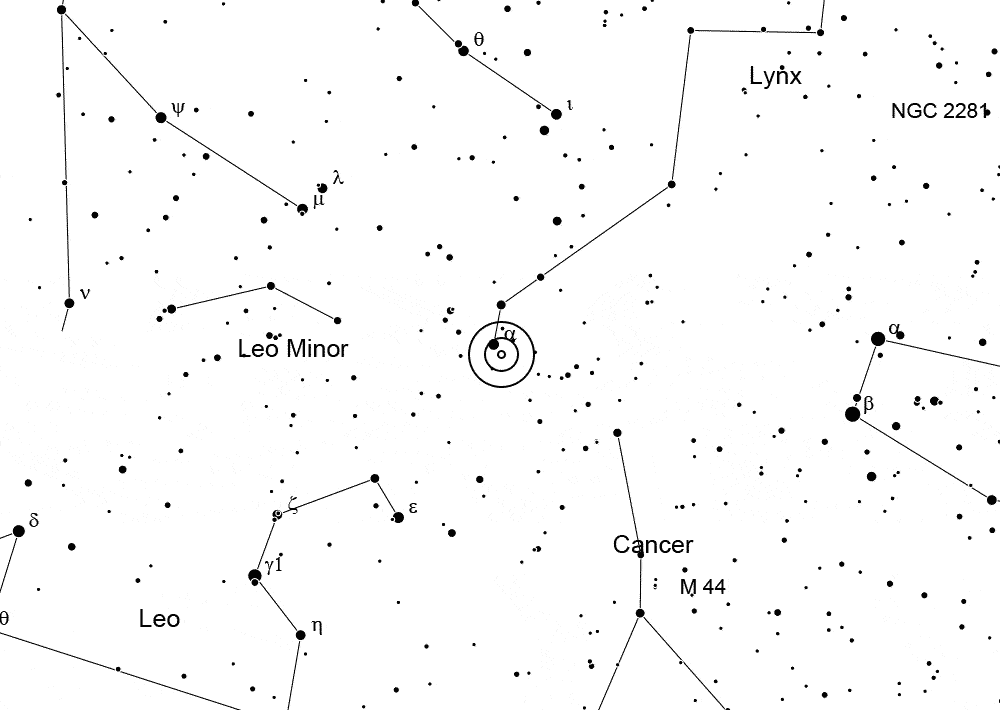 θ
Lynx
ψ
ι
NGC 2281
λ
μ
ν
α
α
Leo Minor
β
ζ
ε
δ
Cancer
γ1
M 44
θ
Leo
η